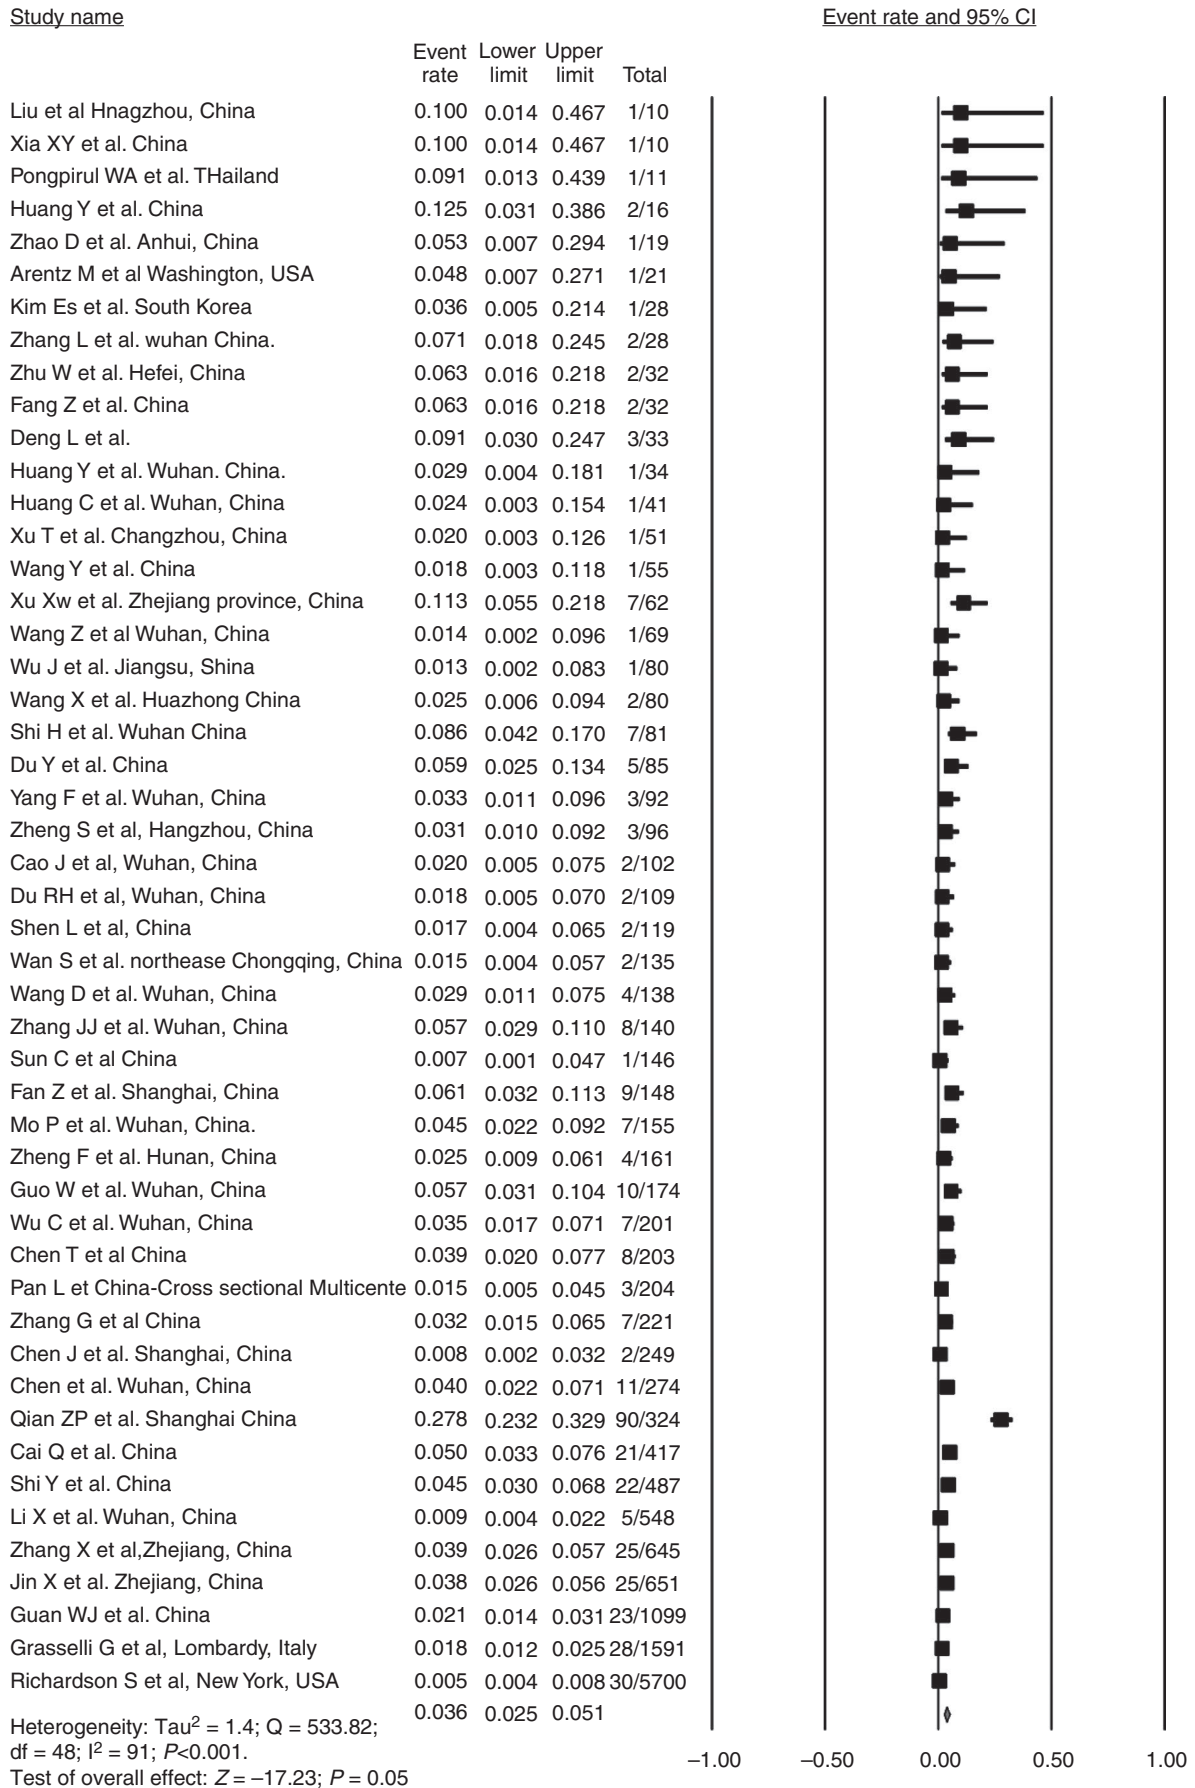 Study name Event rate and 95% CI
Event Lower Upper
rate limit limit Total
Liu et al Hnagzhou, China 0.100 0.014 0.467 1/10
Xia XY et al. China 0.100 0.014 0.467 1/10
Pongpirul WA et al. THailand 0.091 0.013 0.439 1/11
Huang Y et al. China 0.125 0.031 0.386 2/16
Zhao D et al. Anhui, China 0.053 0.007 0.294 1/19
Arentz M et al Washington, USA 0.048 0.007 0.271 1/21
Kim Es et al. South Korea 0.036 0.005 0.214 1/28
Zhang L et al. wuhan China. 0.071 0.018 0.245 2/28
Zhu W et al. Hefei, China 0.063 0.016 0.218 2/32
Fang Z et al. China 0.063 0.016 0.218 2/32
Deng L et al. 0.091 0.030 0.247 3/33
Huang Y et al. Wuhan. China. 0.029 0.004 0.181 1/34
Huang C et al. Wuhan, China 0.024 0.003 0.154 1/41
Xu T et al. Changzhou, China 0.020 0.003 0.126 1/51
Wang Y et al. China 0.018 0.003 0.118 1/55
Xu Xw et al. Zhejiang province, China 0.113 0.055 0.218 7/62
Wang Z et al Wuhan, China 0.014 0.002 0.096 1/69
Wu J et al. Jiangsu, Shina 0.013 0.002 0.083 1/80
Wang X et al. Huazhong China 0.025 0.006 0.094 2/80
Shi H et al. Wuhan China 0.086 0.042 0.170 7/81
Du Y et al. China 0.059 0.025 0.134 5/85
Yang F et al. Wuhan, China 0.033 0.011 0.096 3/92
Zheng S et al, Hangzhou, China 0.031 0.010 0.092 3/96
Cao J et al, Wuhan, China 0.020 0.005 0.075 2/102
Du RH et al, Wuhan, China 0.018 0.005 0.070 2/109
Shen L et al, China 0.017 0.004 0.065 2/119
Wan S et al. northease Chongqing, China 0.015 0.004 0.057 2/135
Wang D et al. Wuhan, China 0.029 0.011 0.075 4/138
Zhang JJ et al. Wuhan, China 0.057 0.029 0.110 8/140
Sun C et al China 0.007 0.001 0.047 1/146
Fan Z et al. Shanghai, China 0.061 0.032 0.113 9/148
Mo P et al. Wuhan, China. 0.045 0.022 0.092 7/155
Zheng F et al. Hunan, China 0.025 0.009 0.061 4/161
Guo W et al. Wuhan, China 0.057 0.031 0.104 10/174
Wu C et al. Wuhan, China 0.035 0.017 0.071 7/201
Chen T et al China 0.039 0.020 0.077 8/203
Pan L et China-Cross sectional Multicente 0.015 0.005 0.045 3/204
Zhang G et al China 0.032 0.015 0.065 7/221
Chen J et al. Shanghai, China 0.008 0.002 0.032 2/249
Chen et al. Wuhan, China 0.040 0.022 0.071 11/274
Qian ZP et al. Shanghai China 0.278 0.232 0.329 90/324
Cai Q et al. China 0.050 0.033 0.076 21/417
Shi Y et al. China 0.045 0.030 0.068 22/487
Li X et al. Wuhan, China 0.009 0.004 0.022 5/548
Zhang X et al,Zhejiang, China 0.039 0.026 0.057 25/645
Jin X et al. Zhejiang, China 0.038 0.026 0.056 25/651
Guan WJ et al. China 0.021 0.014 0.031 23/1099
Grasselli G et al, Lombardy, Italy 0.018 0.012 0.025 28/1591
Richardson S et al, New York, USA 0.005 0.004 0.008 30/5700
0.036 0.025 0.051
Heterogeneity: Tau² = 1.4; Q = 533.82;
df = 48; I² = 91; P<0.001.
Test of overall effect: Z = −17.23; P = 0.05
−1.00 −0.50 0.00 0.50 1.00